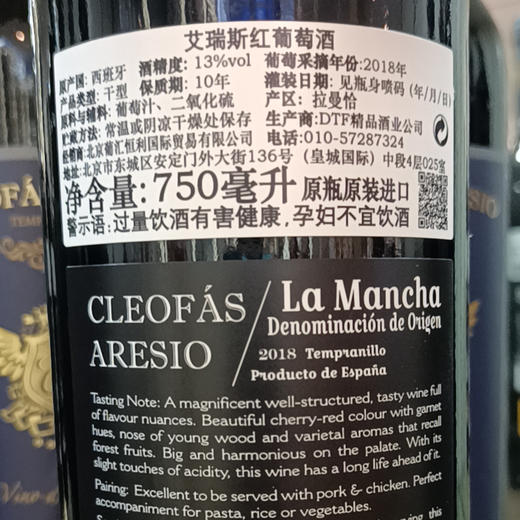 艾瑞斯红葡萄酒
原产国: 西班牙 酒精度: 13%vol 葡萄采摘年份:2018年
产品类型: 干型 保质期: 10年 灌装日期: 见瓶身喷码 (年/月/日)
原料与辅料: 葡萄汁、二氧化硫 产区: 拉曼恰
贮藏方法: 常温或阴凉干燥处保存 生产商:DTF精品酒业公司
经销商:北京葡汇恒利国际贸易有限公司 电话:010-57287324
地址:北京市东城区安定门外大街136号(皇城国际)中段4层025室
净含量: 750毫升 原瓶原装进口
警示语: 过量饮酒有害健康, 孕妇不宜饮酒
CLEOFÁS
ARESIO
La Mancha
Denominación de Origen
2018 Tempranillo
Producto de España
Tasting Note: A magnificent well-structured, tasty wine full
of flavour nuances. Beautiful cherry-red colour with garnet
hues, nose of young wood and varietal aromas that recall
forest fruits. Big and harmonious on the palate. With its
slight touches of acidity, this wine has a long life ahead of it.
Pairing: Excellent to be served with pork & chicken. Perfect
accompaniment for pasta, rice or vegetables.